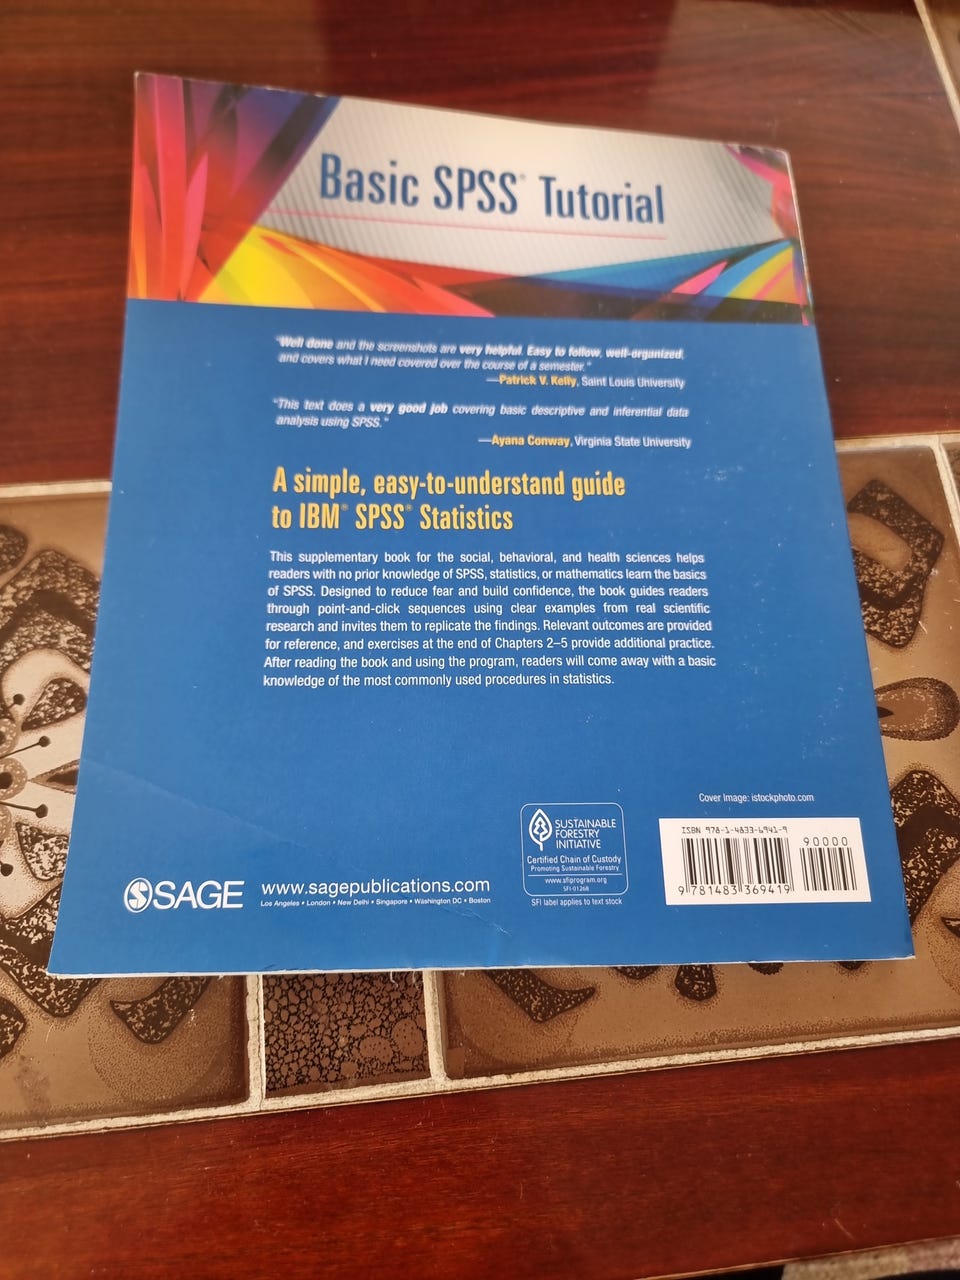 Basic SPSS® Tutorial
"Well done and the screenshots are very helpful. Easy to follow, well-organized,
and covers what I need covered over the course of a semester."
—Patrick V. Kelly, Saint Louis University
"This text does a very good job covering basic descriptive and inferential data
analysis using SPSS."
—Ayana Conway, Virginia State University
A simple, easy-to-understand guide
to IBM® SPSS® Statistics
This supplementary book for the social, behavioral, and health sciences helps
readers with no prior knowledge of SPSS, statistics, or mathematics learn the basics
of SPSS. Designed to reduce fear and build confidence, the book guides readers
through point-and-click sequences using clear examples from real scientific
research and invites them to replicate the findings. Relevant outcomes are provided
for reference, and exercises at the end of Chapters 2–5 provide additional practice.
After reading the book and using the program, readers will come away with a basic
knowledge of the most commonly used procedures in statistics.
Cover Image: istockphoto.com
SUSTAINABLE
FORESTRY
INITIATIVE
Certified Chain of Custody
Promoting Sustainable Forestry
www.sfiprogram.org
SFI-01268
SFI label applies to text stock
ISBN 978-1-4833-6941-9
90000
9 781483 369419
SAGE www.sagepublications.com
Los Angeles • London • New Delhi • Singapore • Washington DC • Boston